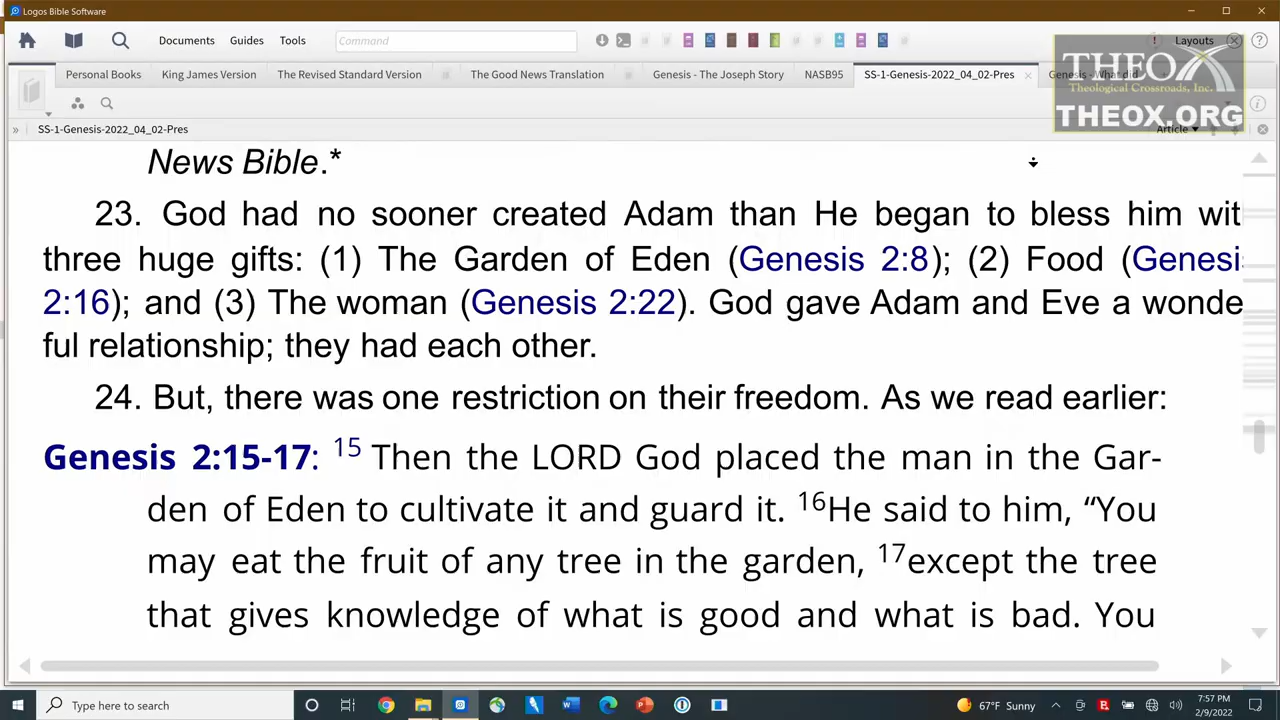 Logos Bible Software
Documents Guides Tools Command Layouts
THEOX
Theological Crossroads, Inc.
THEOX.ORG
Personal Books King James Version The Revised Standard Version The Good News Translation Genesis - The Joseph Story NASB95 SS-1-Genesis-2022_04_02-Pres Genesis - What did
» SS-1-Genesis-2022_04_02-Pres Article
News Bible.*
23. God had no sooner created Adam than He began to bless him wit
three huge gifts: (1) The Garden of Eden (Genesis 2:8); (2) Food (Genesi
2:16); and (3) The woman (Genesis 2:22). God gave Adam and Eve a wonde
ful relationship; they had each other.
24. But, there was one restriction on their freedom. As we read earlier:
Genesis 2:15-17: 15 Then the LORD God placed the man in the Gar-
den of Eden to cultivate it and guard it. 16He said to him, “You
may eat the fruit of any tree in the garden, 17except the tree
that gives knowledge of what is good and what is bad. You
Type here to search
67°F Sunny
7:57 PM
2/9/2022